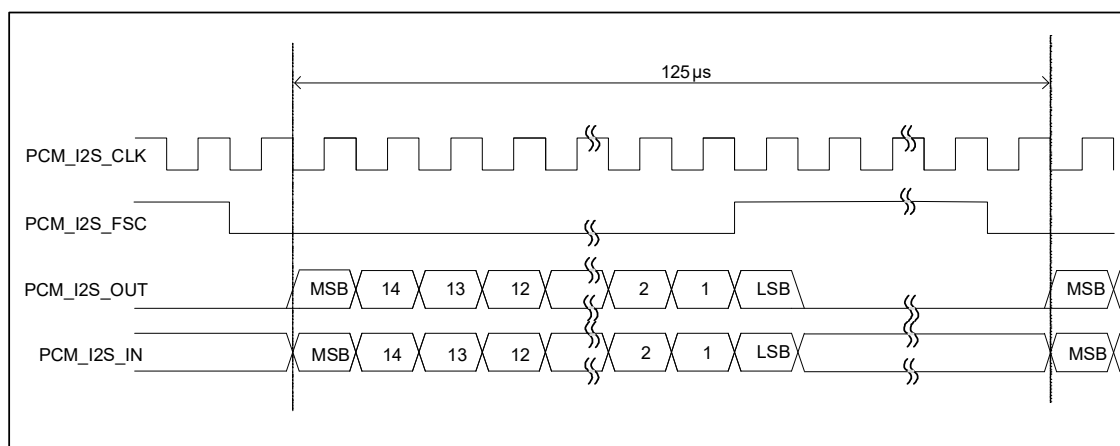 125µs
PCM_I2S_CLK
PCM_I2S_FSC
PCM_I2S_OUT MSB 14 13 12 2 1 LSB MSB
PCM_I2S_IN MSB 14 13 12 2 1 LSB MSB